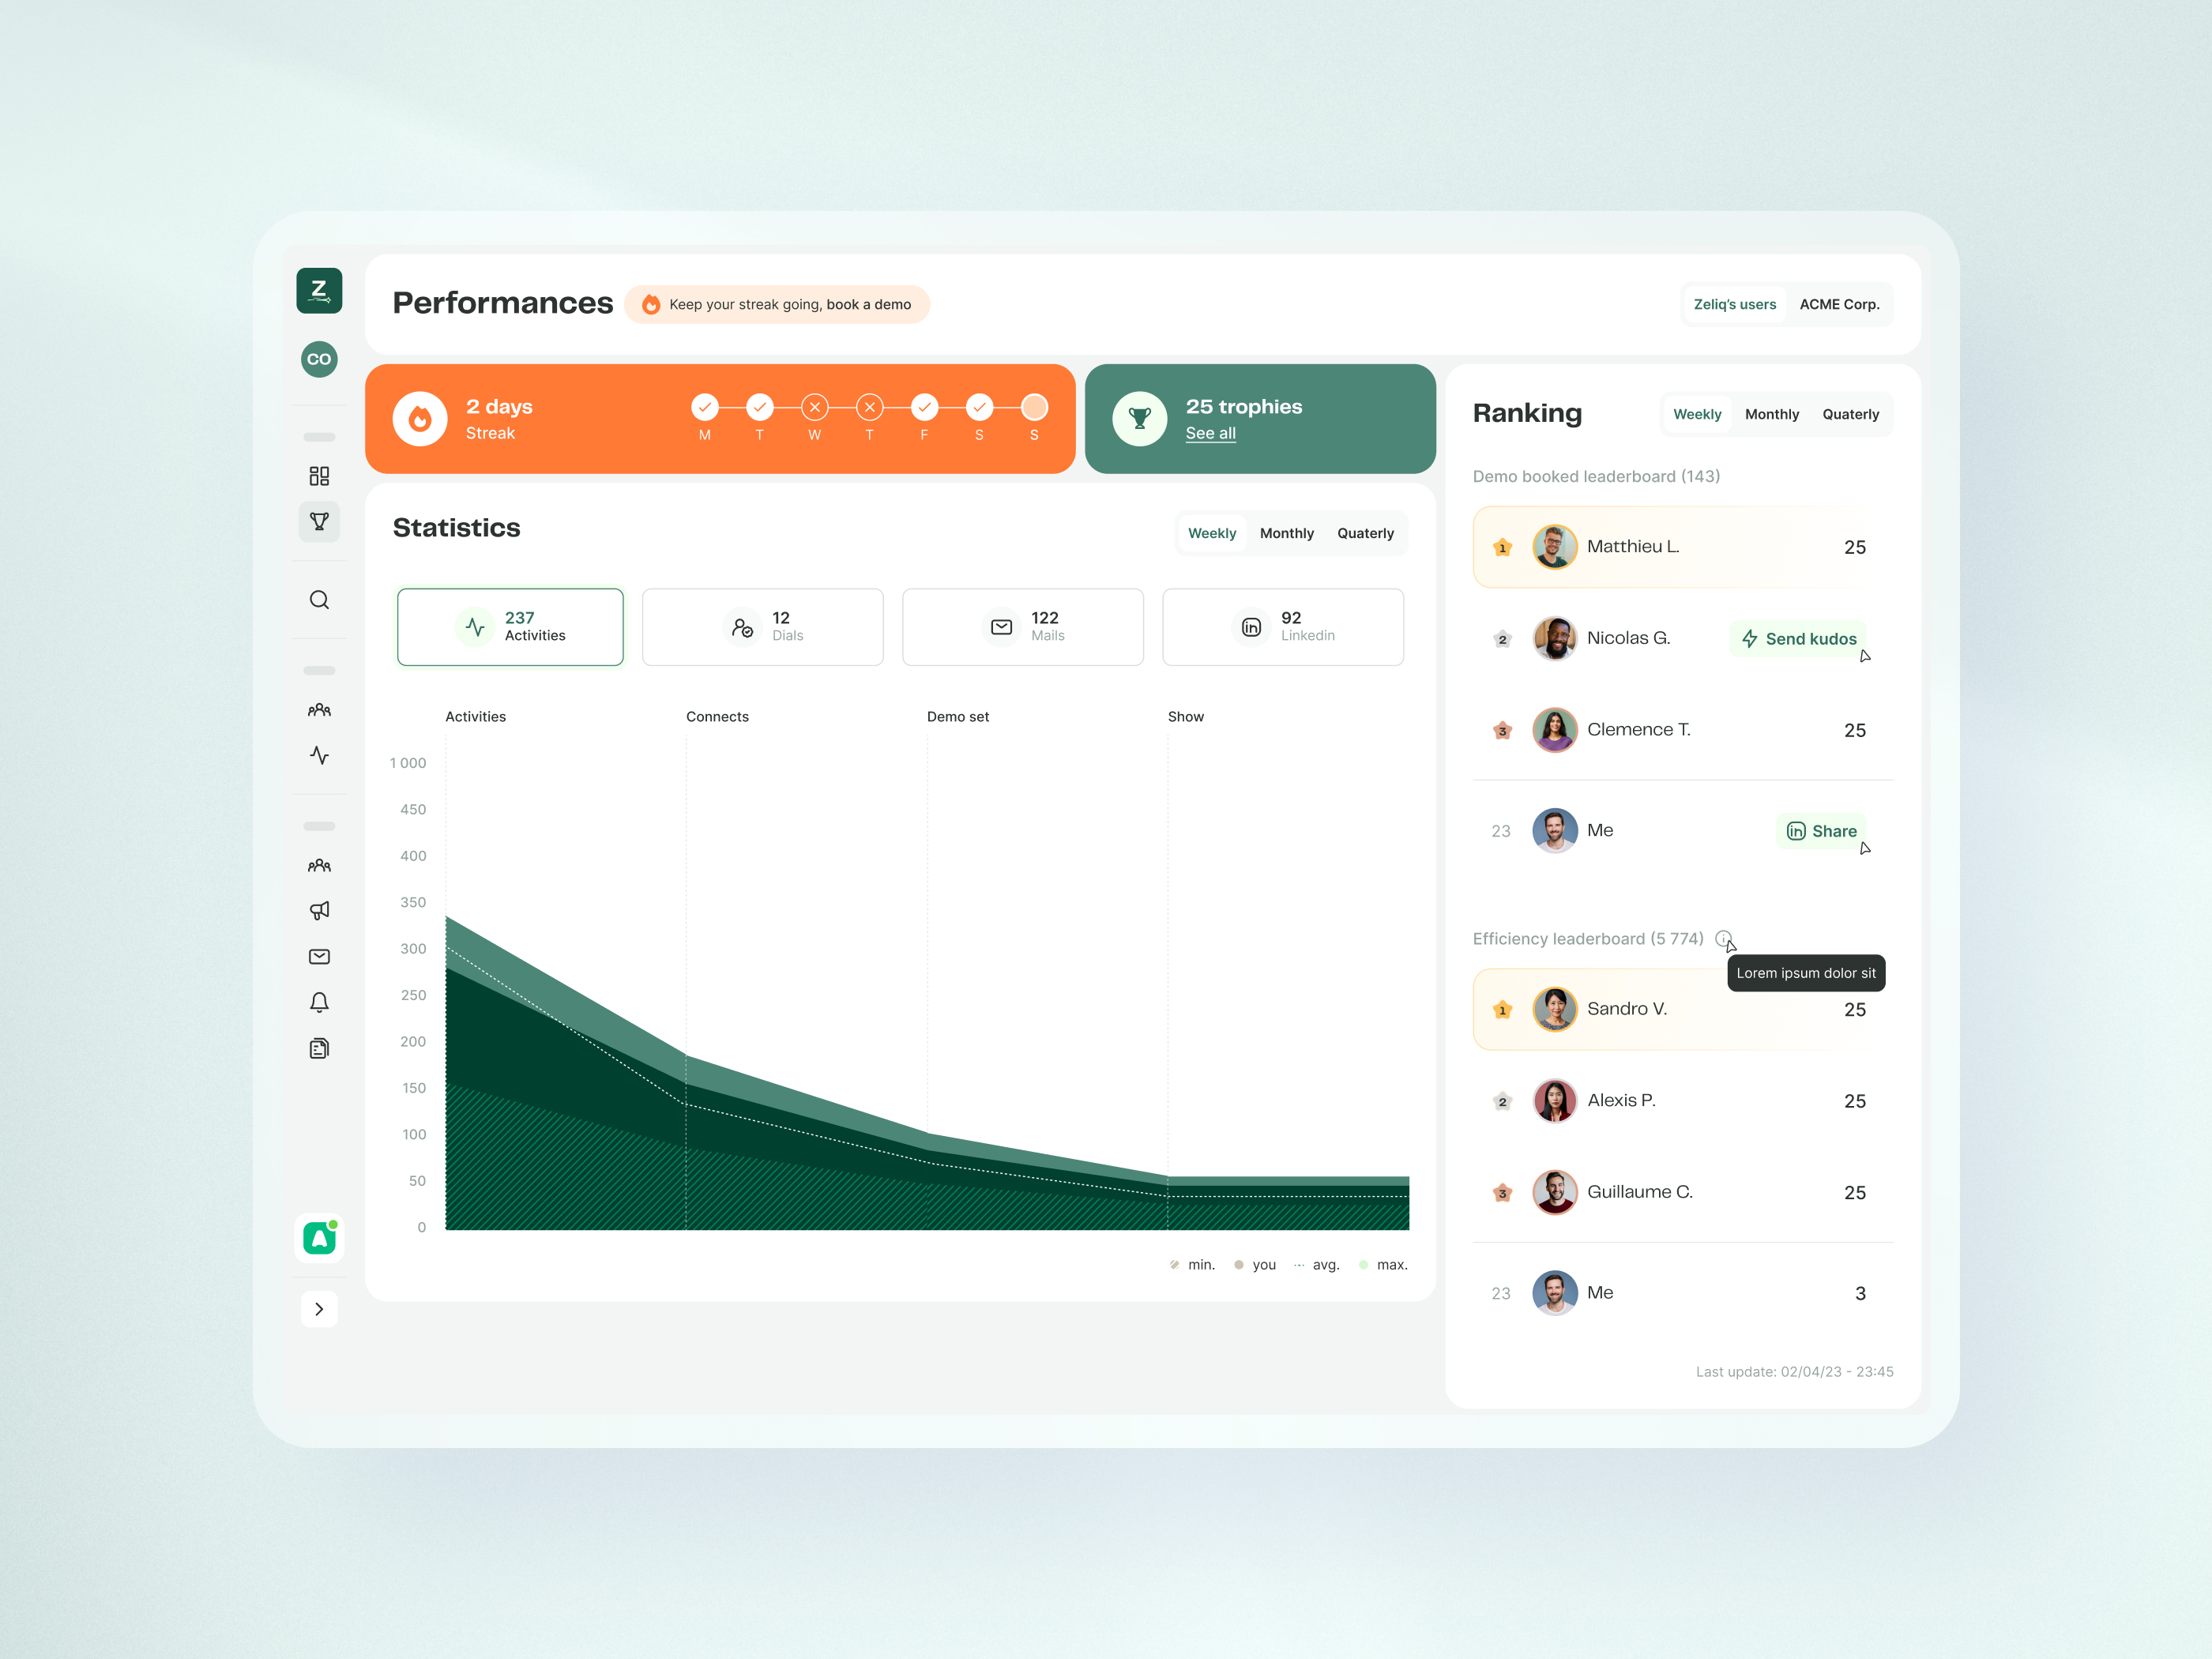 Z
CO
Performances
Keep your streak going, book a demo
Zeliq's users
ACME Corp.
2 days
Streak
M T W T F S S
25 trophies
See all
Statistics
Weekly Monthly Quaterly
237
Activities
12
Dials
122
Mails
92
Linkedin
Activities Connects Demo set Show
1 000
450
400
350
300
250
200
150
100
50
0
min. you avg. max.
Ranking
Weekly Monthly Quaterly
Demo booked leaderboard (143)
1 Matthieu L. 25
2 Nicolas G. Send kudos
3 Clemence T. 25
23 Me in Share
Efficiency leaderboard (5 774)
Lorem ipsum dolor sit
1 Sandro V. 25
2 Alexis P. 25
3 Guillaume C. 25
23 Me 3
Last update: 02/04/23 - 23:45